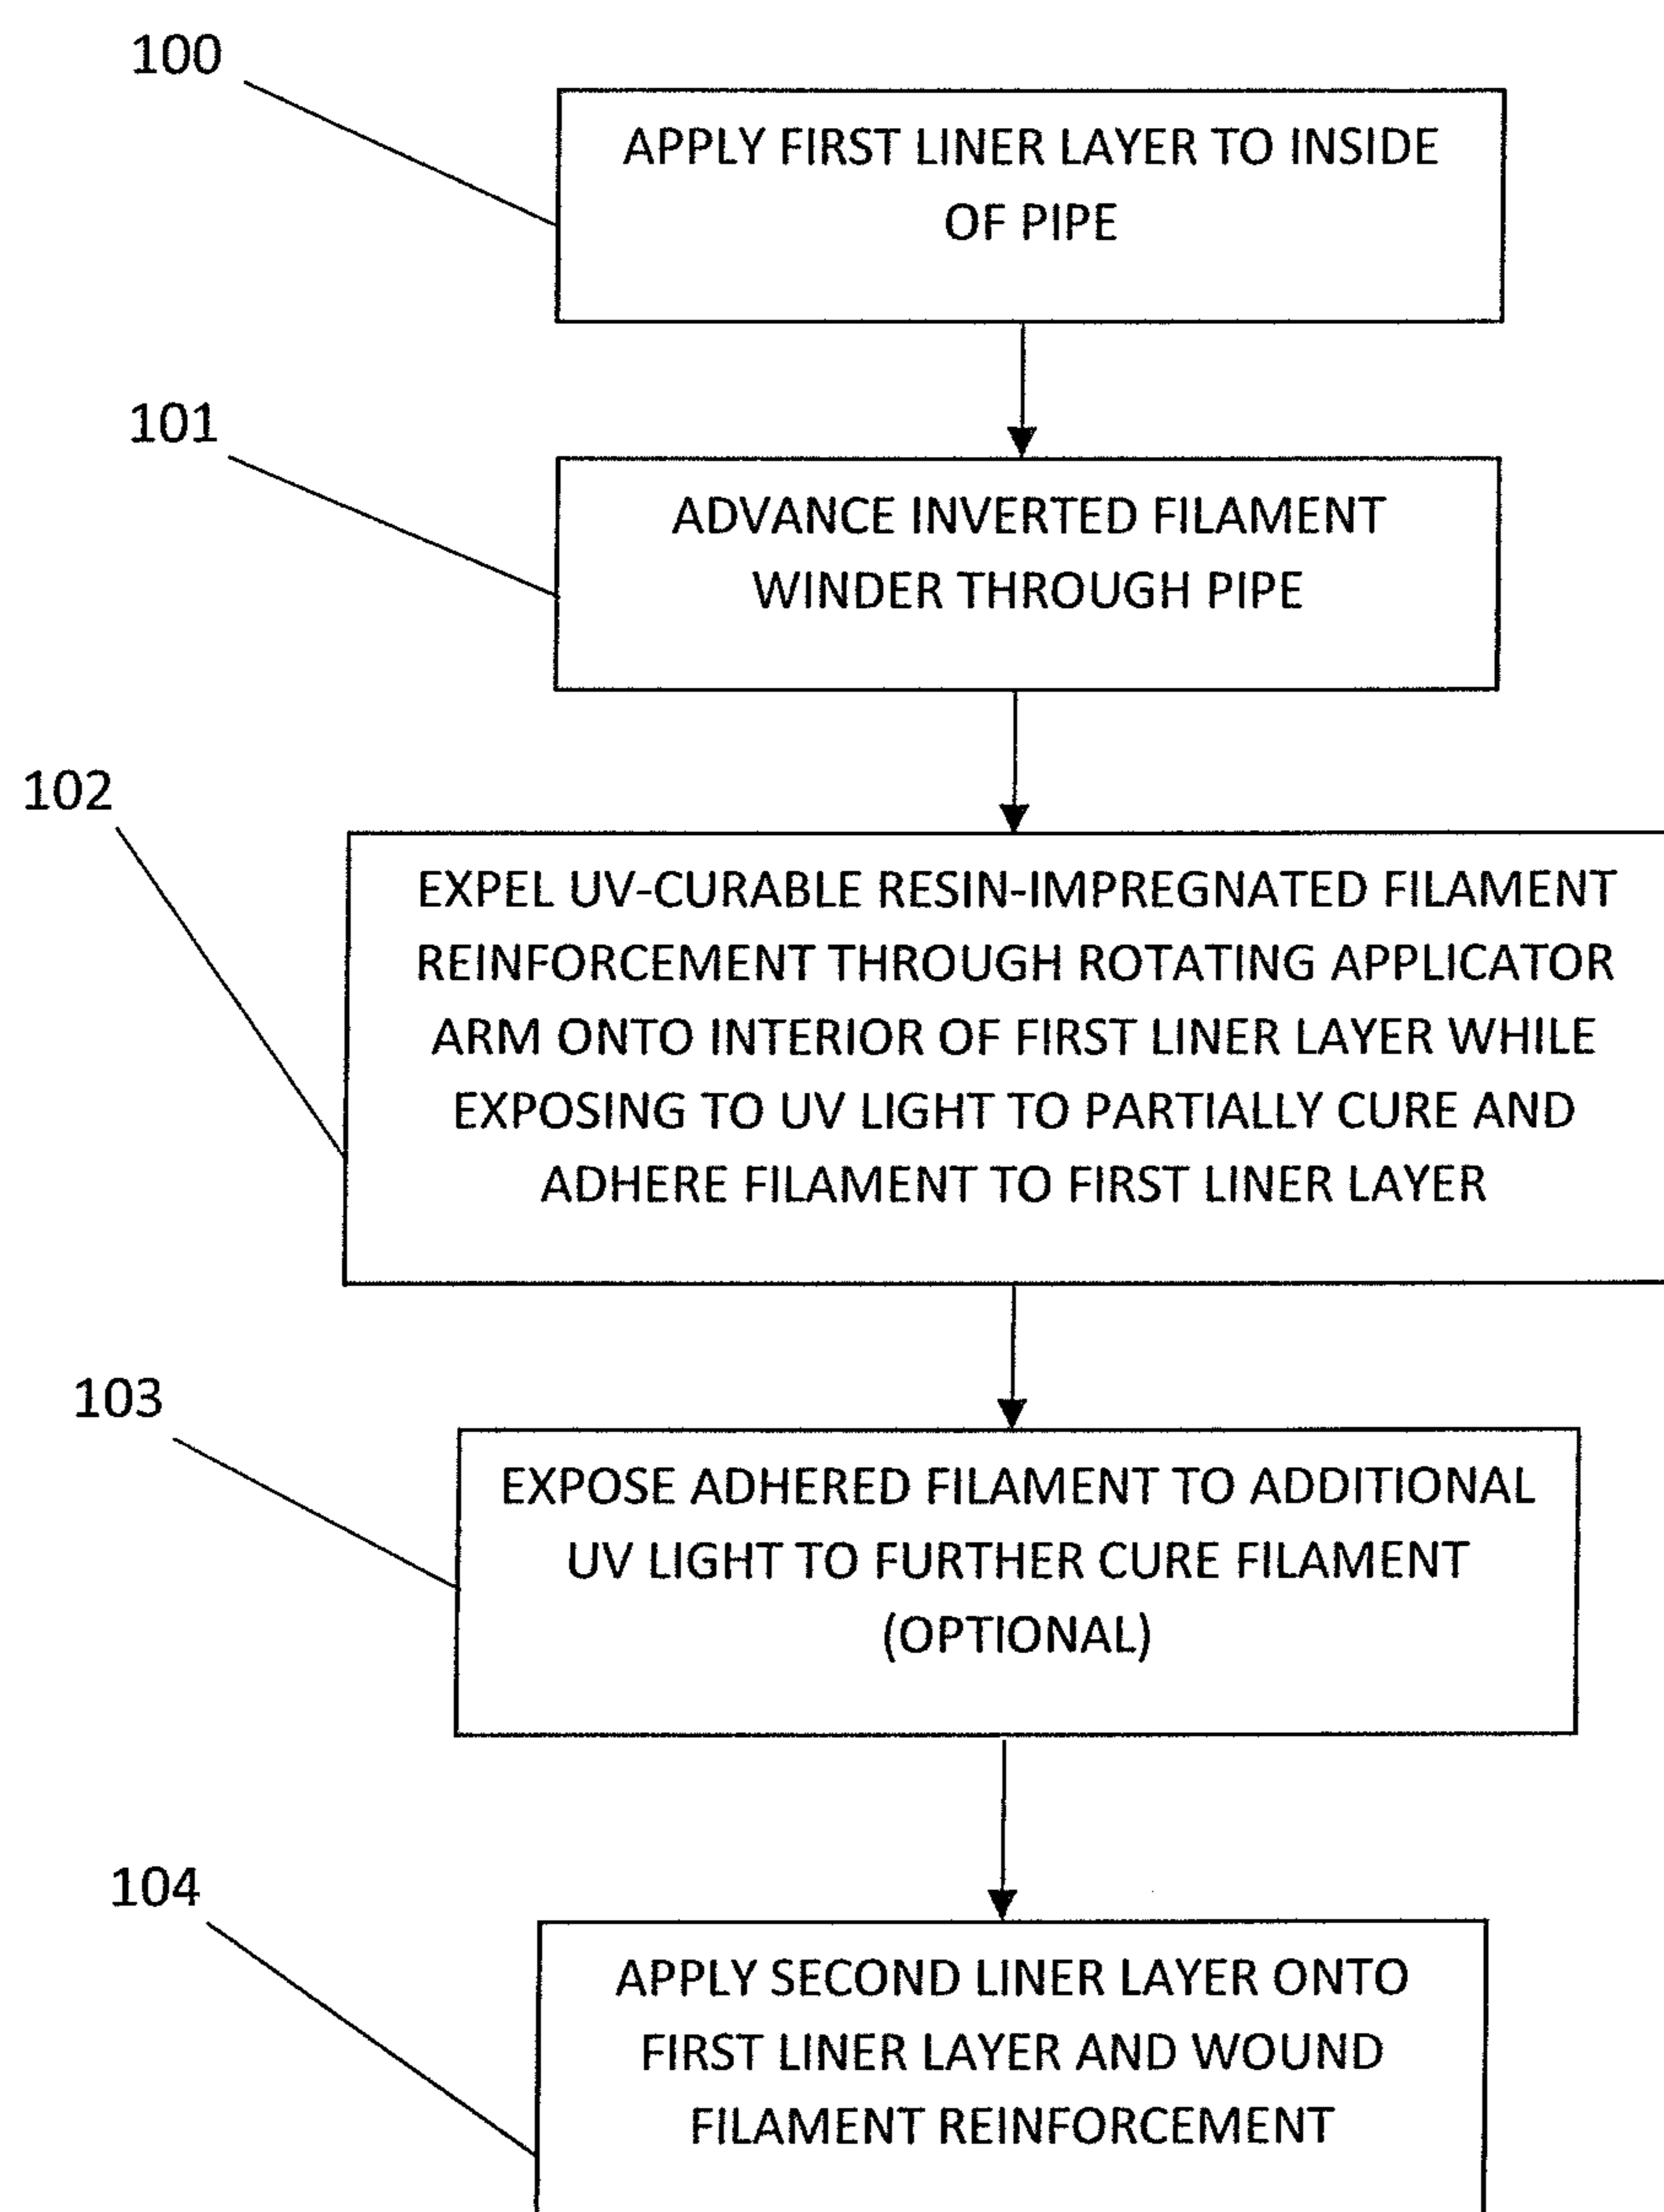 100
APPLY FIRST LINER LAYER TO INSIDE
OF PIPE
101
ADVANCE INVERTED FILAMENT
WINDER THROUGH PIPE
102
EXPEL UV-CURABLE RESIN-IMPREGNATED FILAMENT
REINFORCEMENT THROUGH ROTATING APPLICATOR
ARM ONTO INTERIOR OF FIRST LINER LAYER WHILE
EXPOSING TO UV LIGHT TO PARTIALLY CURE AND
ADHERE FILAMENT TO FIRST LINER LAYER
103
EXPOSE ADHERED FILAMENT TO ADDITIONAL
UV LIGHT TO FURTHER CURE FILAMENT
(OPTIONAL)
104
APPLY SECOND LINER LAYER ONTO
FIRST LINER LAYER AND WOUND
FILAMENT REINFORCEMENT